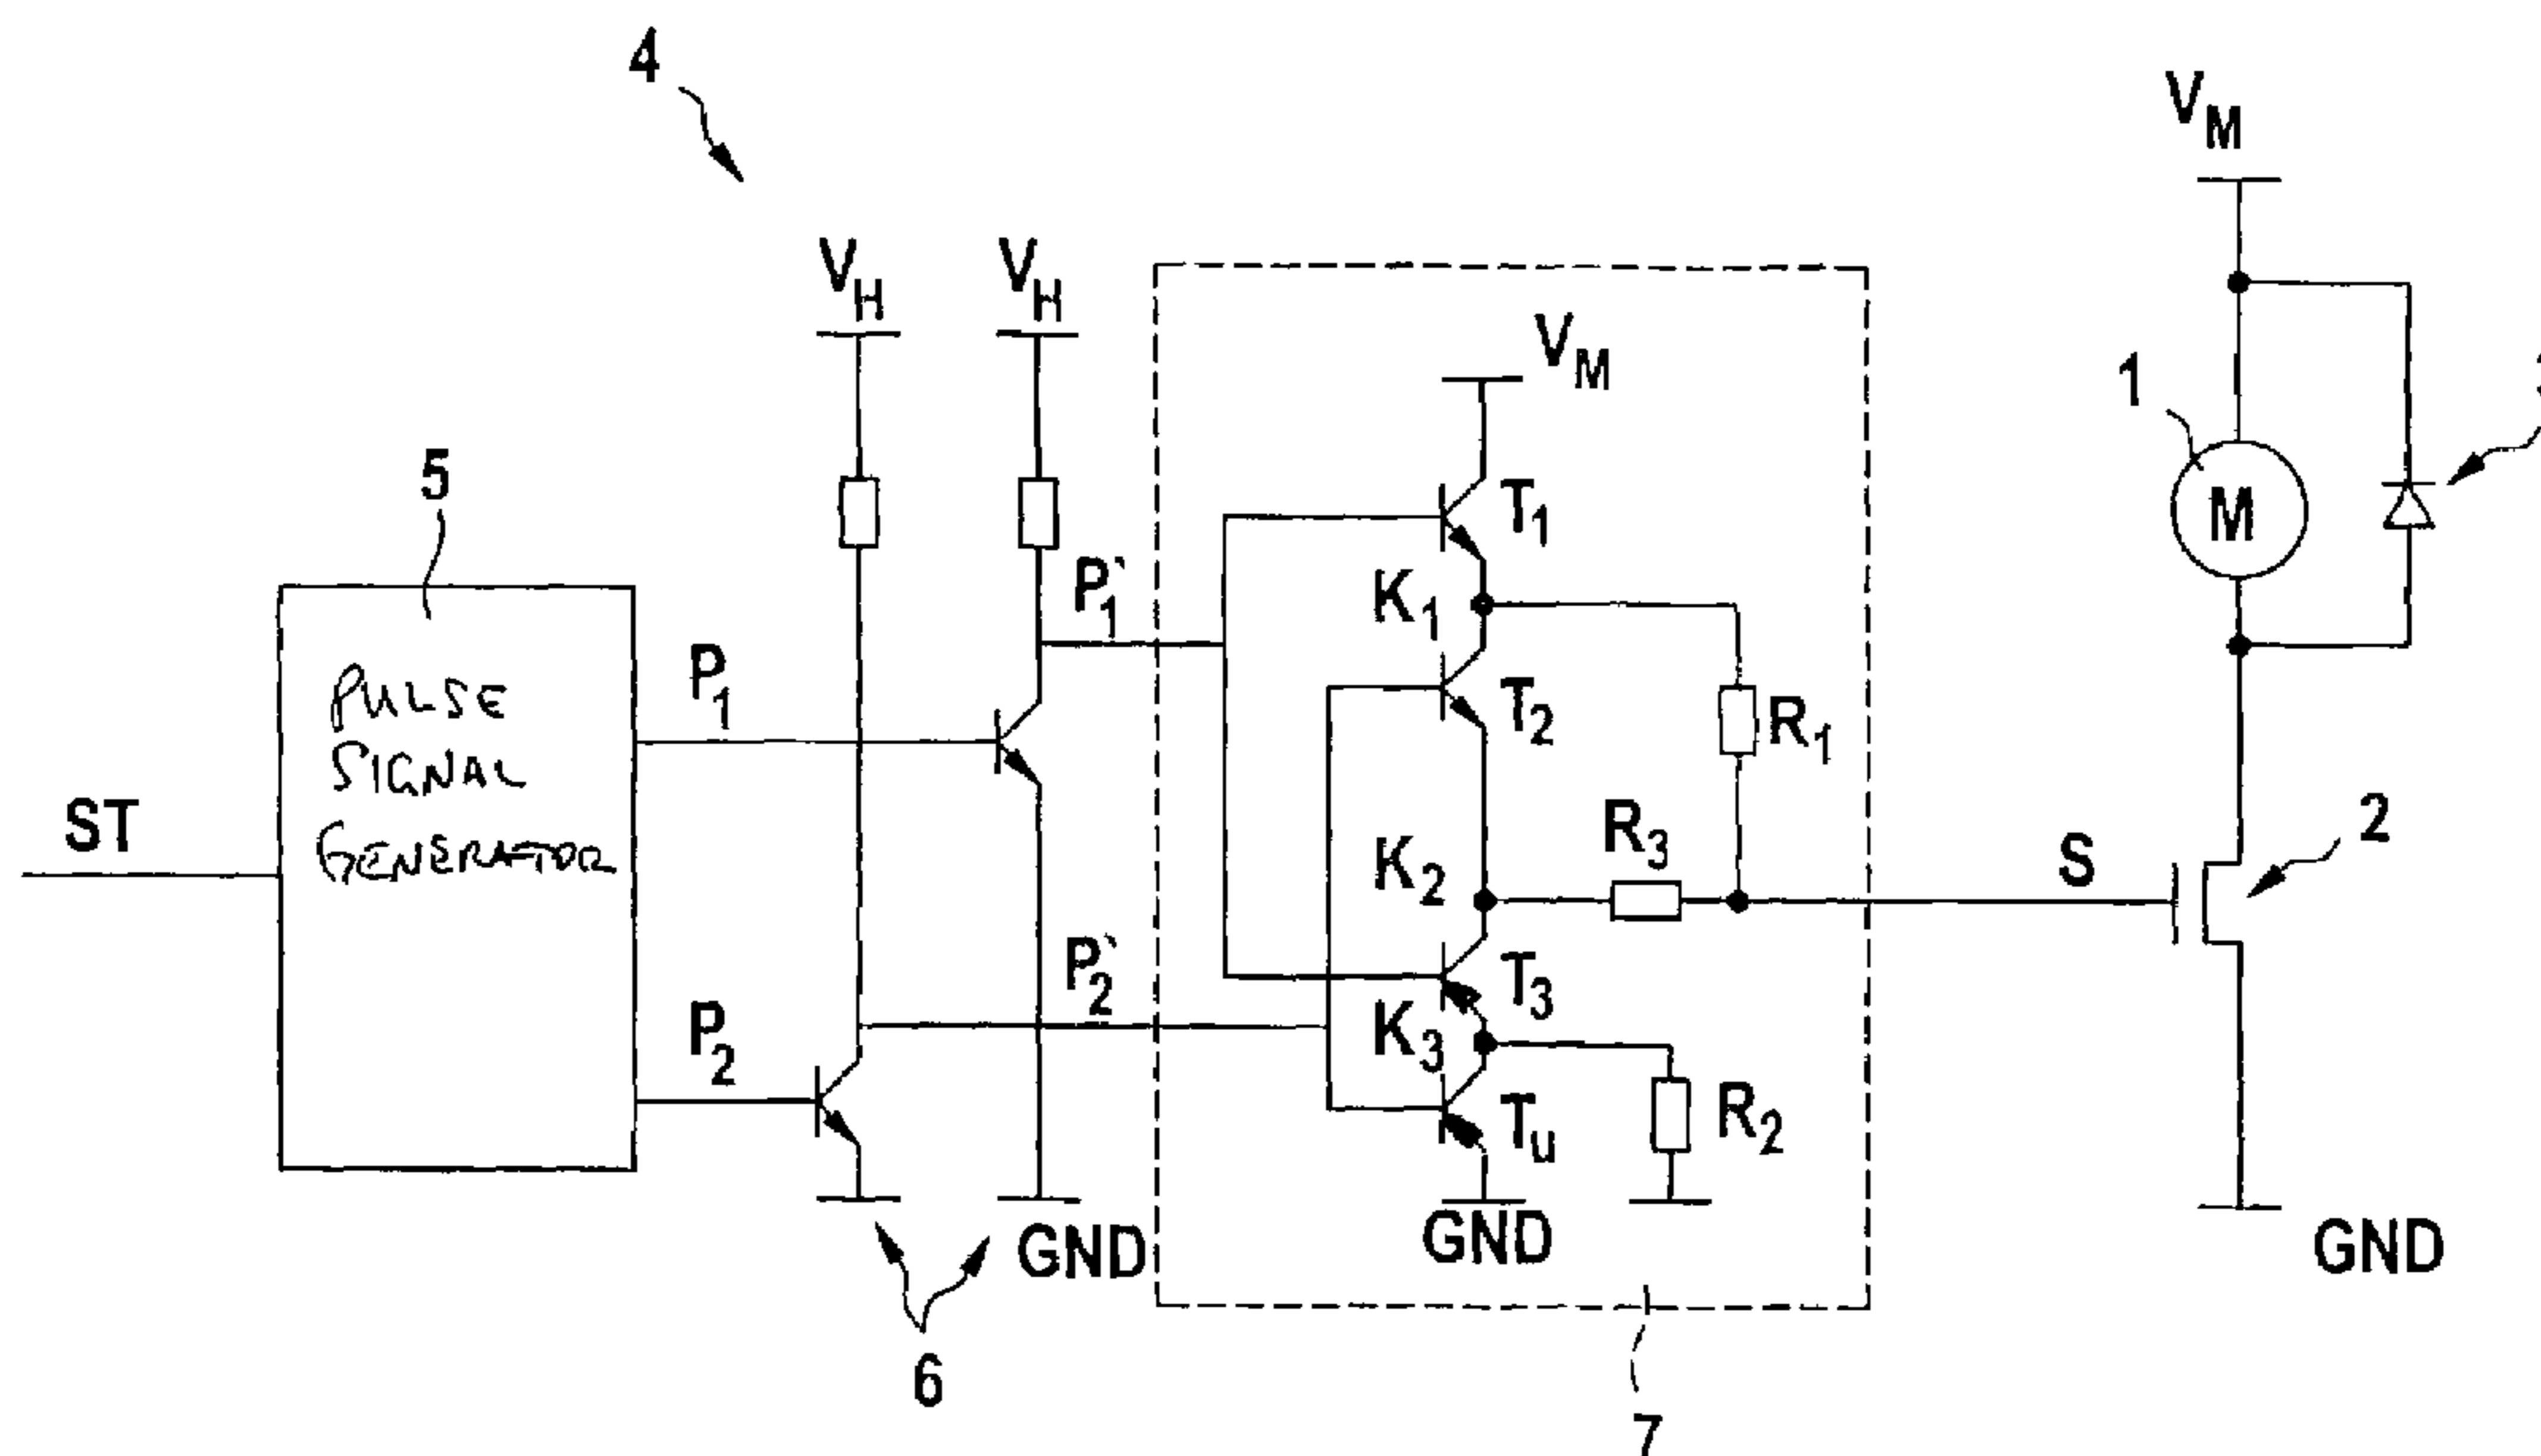 4
V_M
V_H
V_H
V_M
1
5
T_1
M
P_1`
K_1
PULSE
SIGNAL
GENERATOR
P_1
T_2
R_1
ST
R_3
2
K_2
S
P_2`
T_3
P_2
K_3
T_u
R_2
GND
GND
GND
6
7